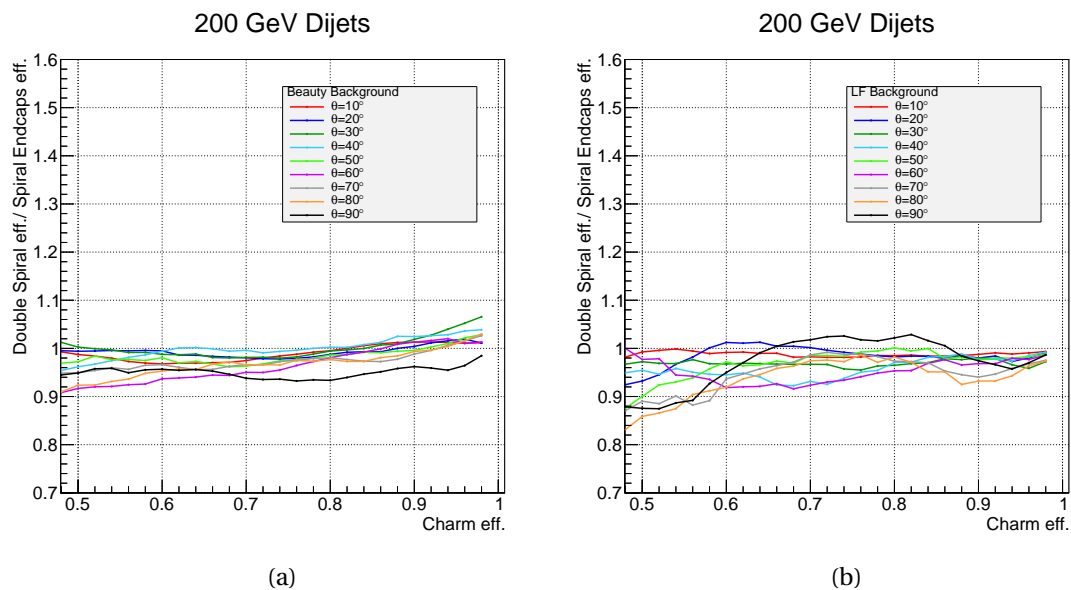 200 GeV Dijets
Double Spiral eff./ Spiral Endcaps eff.
1.6
1.5
1.4
1.3
1.2
1.1
1
0.9
0.8
0.7
Beauty Background
θ=10°
θ=20°
θ=30°
θ=40°
θ=50°
θ=60°
θ=70°
θ=80°
θ=90°
0.5 0.6 0.7 0.8 0.9 1
Charm eff.
(a)
200 GeV Dijets
Double Spiral eff./ Spiral Endcaps eff.
1.6
1.5
1.4
1.3
1.2
1.1
1
0.9
0.8
0.7
LF Background
θ=10°
θ=20°
θ=30°
θ=40°
θ=50°
θ=60°
θ=70°
θ=80°
θ=90°
0.5 0.6 0.7 0.8 0.9 1
Charm eff.
(b)